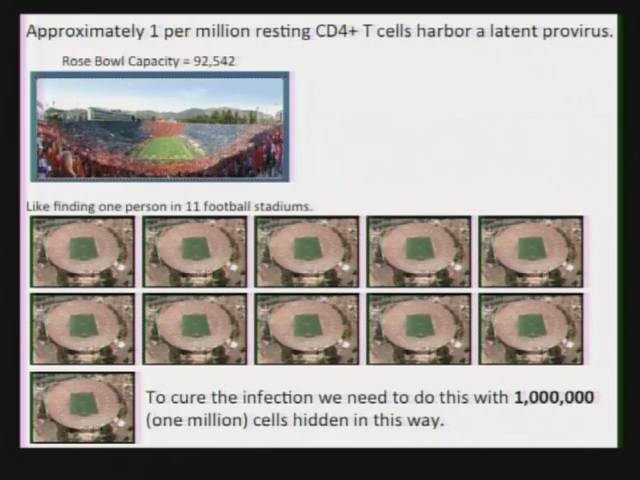 Approximately 1 per million resting CD4+ T cells harbor a latent provirus.
Rose Bowl Capacity = 92,542
Like finding one person in 11 football stadiums.
To cure the infection we need to do this with 1,000,000
(one million) cells hidden in this way.